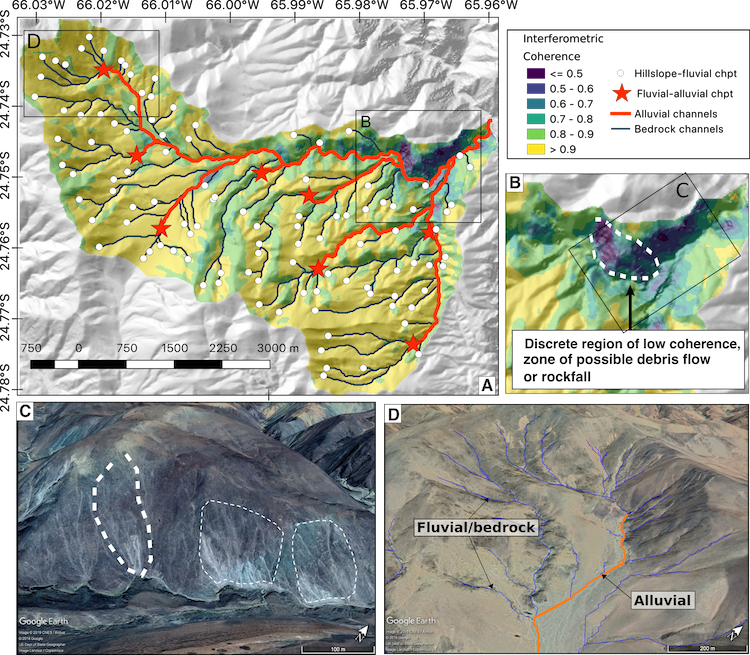 66.03°W 66.02°W 66.01°W 66.00°W 65.99°W 65.98°W 65.97°W 65.96°W
24.73°S
24.74°S
24.75°S
24.76°S
24.77°S
24.78°S
D
B
750 0 750 1500 2250 3000 m
A
Interferometric
Coherence
<= 0.5
0.5 - 0.6
0.6 - 0.7
0.7 - 0.8
0.8 - 0.9
> 0.9
Hillslope-fluvial chpt
Fluvial-alluvial chpt
Alluvial channels
Bedrock channels
B
C
Discrete region of low coherence,
zone of possible debris flow
or rockfall
C
Google Earth
100 m
D
Fluvial/bedrock
Alluvial
Google Earth
200 m